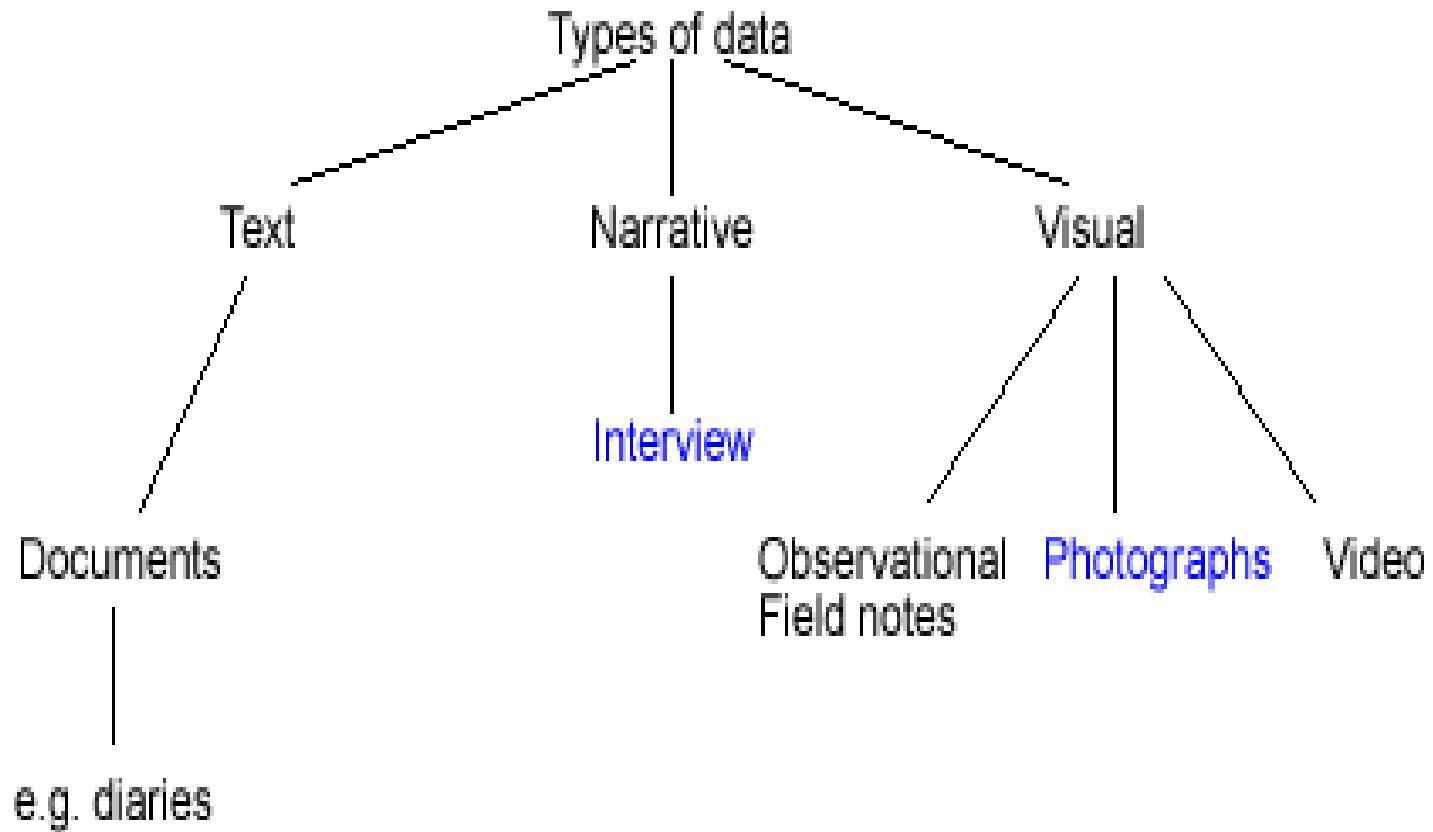 Types of data
Text
Narrative
Visual
Interview
Documents
Observational
Field notes
Photographs
Video
e.g. diaries